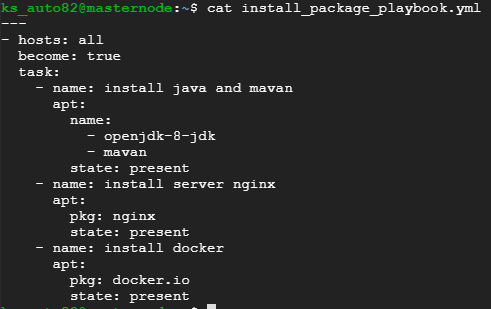 ks_auto82@masternode:~$ cat install_package_playbook.yml
---
- hosts: all
  become: true
  task:
    - name: install java and mavan
      apt:
        name:
          - openjdk-8-jdk
          - mavan
        state: present
    - name: install server nginx
      apt:
        pkg: nginx
        state: present
    - name: install docker
      apt:
        pkg: docker.io
        state: present